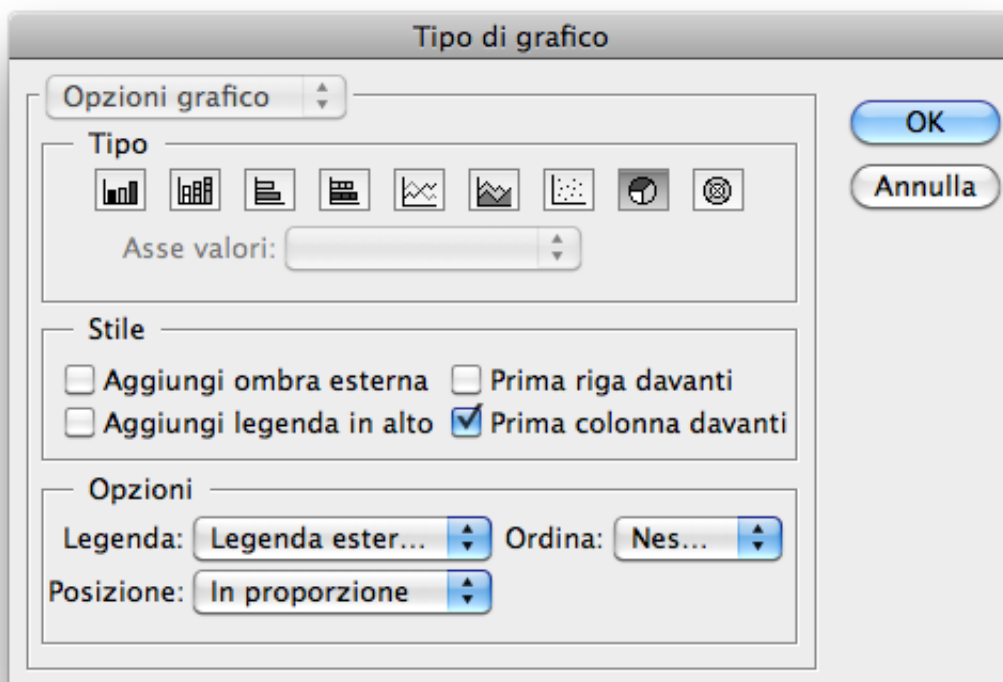 Tipo di grafico
Opzioni grafico
OK
Tipo
Annulla
Asse valori:
Stile
Aggiungi ombra esterna Prima riga davanti
Aggiungi legenda in alto Prima colonna davanti
Opzioni
Legenda: Legenda ester... Ordina: Nes...
Posizione: In proporzione